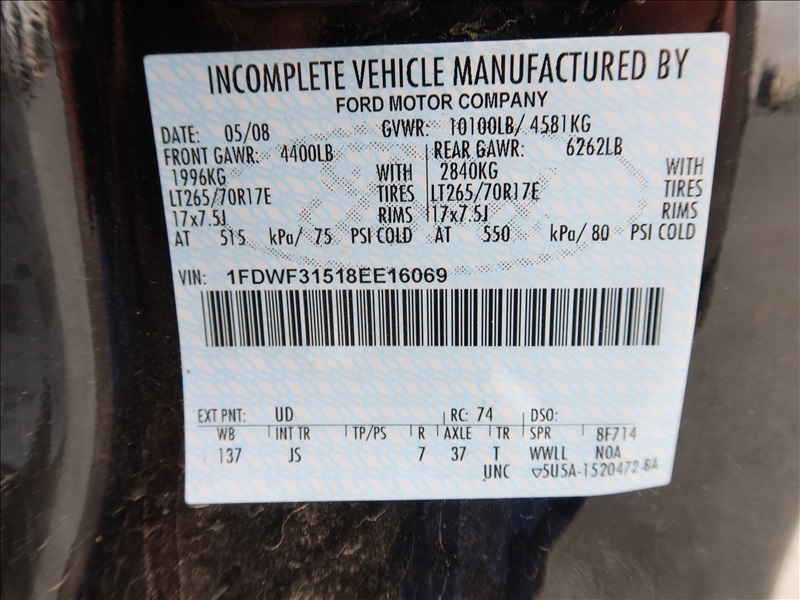 INCOMPLETE VEHICLE MANUFACTURED BY
FORD MOTOR COMPANY
DATE: 05/08 GVWR: 10100LB/ 4581KG
FRONT GAWR: 4400LB REAR GAWR: 6262LB
1996KG WITH 2840KG WITH
LT265/70R17E TIRES LT265/70R17E TIRES
17x7.5J RIMS 17x7.5J RIMS
AT 515 kPa/ 75 PSI COLD AT 550 kPa/ 80 PSI COLD
VIN: 1FDWF31518EE16069
EXT PNT: UD RC: 74 DSO:
WB INT TR TP/PS R AXLE TR SPR 8F714
137 JS 7 37 T WWLL NOA
UNC ▽5U5A-1520472-BA